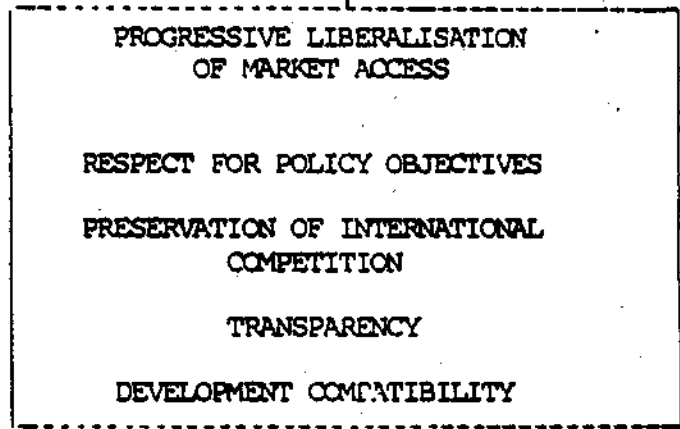 PROGRESSIVE LIBERALISATION
OF MARKET ACCESS
RESPECT FOR POLICY OBJECTIVES
PRESERVATION OF INTERNATIONAL
COMPETITION
TRANSPARENCY
DEVELOPMENT COMPATIBILITY